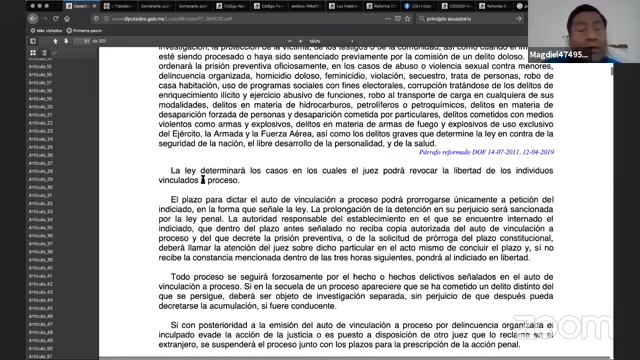 www.diputados.gob.mx
principio acusatorio
Más visitados
Primeros pasos
21 de 321
160%
Magdiel47495
investigación, la protección de la víctima, de los testigos o de la comunidad, así como cuando el
esté siendo procesado o haya sido sentenciado previamente por la comisión de un delito doloso.
ordenará la prisión preventiva oficiosamente, en los casos de abuso o violencia sexual contra menores,
delincuencia organizada, homicidio doloso, feminicidio, violación, secuestro, trata de personas, robo de
casa habitación, uso de programas sociales con fines electorales, corrupción tratándose de los delitos de
enriquecimiento ilícito y ejercicio abusivo de funciones, robo al transporte de carga en cualquiera de sus
modalidades, delitos en materia de hidrocarburos, petrolíferos o petroquímicos, delitos en materia de
desaparición forzada de personas y desaparición cometida por particulares, delitos cometidos con medios
violentos como armas y explosivos, delitos en materia de armas de fuego y explosivos de uso exclusivo
del Ejército, la Armada y la Fuerza Aérea, así como los delitos graves que determine la ley en contra de la
seguridad de la nación, el libre desarrollo de la personalidad, y de la salud.
Párrafo reformado DOF 14-07-2011, 12-04-2019
La ley determinará los casos en los cuales el juez podrá revocar la libertad de los individuos
vinculados a proceso.
El plazo para dictar el auto de vinculación a proceso podrá prorrogarse únicamente a petición del
indiciado, en la forma que señale la ley. La prolongación de la detención en su perjuicio será sancionada
por la ley penal. La autoridad responsable del establecimiento en el que se encuentre internado el
indiciado, que dentro del plazo antes señalado no reciba copia autorizada del auto de vinculación a
proceso y del que decrete la prisión preventiva, o de la solicitud de prórroga del plazo constitucional,
deberá llamar la atención del juez sobre dicho particular en el acto mismo de concluir el plazo y, si no
recibe la constancia mencionada dentro de las tres horas siguientes, pondrá al indiciado en libertad.
Todo proceso se seguirá forzosamente por el hecho o hechos delictivos señalados en el auto de
vinculación a proceso. Si en la secuela de un proceso apareciere que se ha cometido un delito distinto
del que se persigue, deberá ser objeto de investigación separada, sin perjuicio de que después pueda
decretarse la acumulación, si fuere conducente.
Si con posterioridad a la emisión del auto de vinculación a proceso por delincuencia organizada el
inculpado evade la acción de la justicia o es puesto a disposición de otro juez que lo reclame en el
extranjero, se suspenderá el proceso junto con los plazos para la prescripción de la acción penal.
zoom